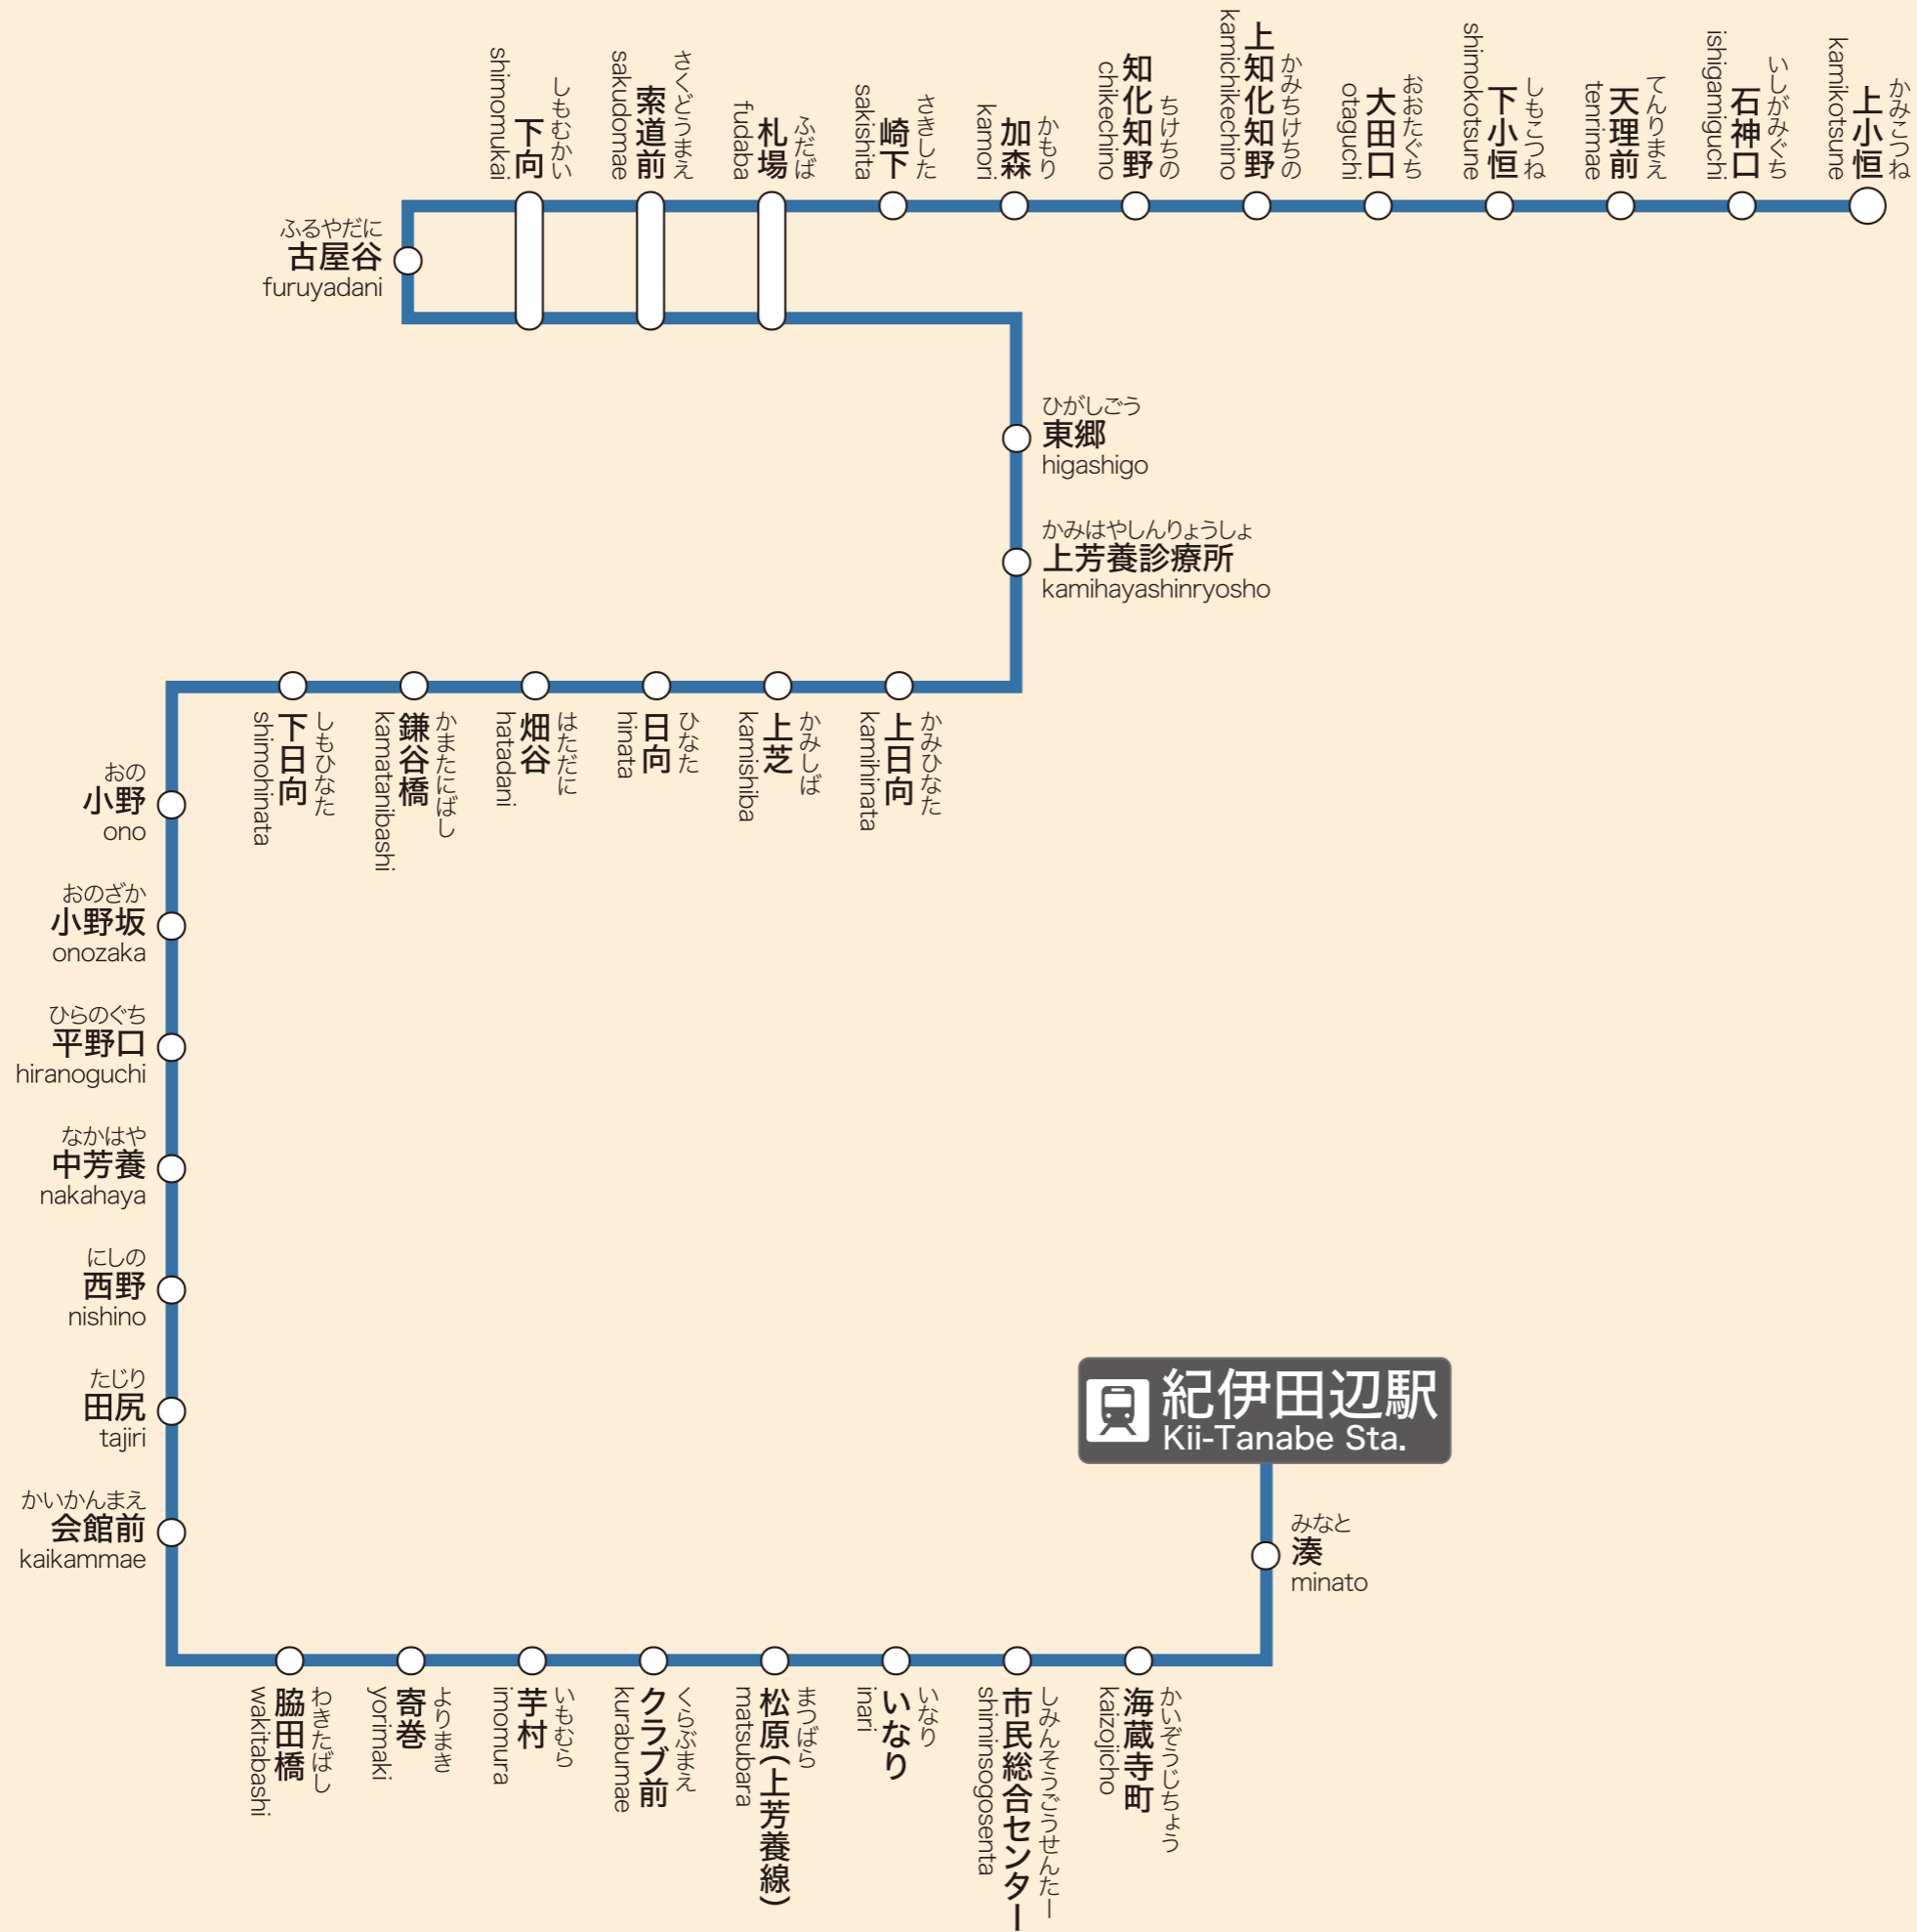 しもむかい
下向
shimomukai
さくどうまえ
索道前
sakudomae
ふだば
札場
fudaba
さきした
崎下
sakishita
かもり
加森
kamori
ちけちの
知化知野
chikechino
かみちけちの
上知化知野
kamichikechino
おおたぐち
大田口
otaguchi
しもこつね
下小恒
shimokotsune
てんりまえ
天理前
tenrimae
いしがみぐち
石神口
ishigamiguchi
かみこつね
上小恒
kamikotsune
ふるやだに
古屋谷
furuyadani
ひがしごう
東郷
higashigo
かみはやしんりょうしょ
上芳養診療所
kamihayashinryosho
しもひなた
下日向
shimohinata
かまたにばし
鎌谷橋
kamatanibashi
はただに
畑谷
hatadani
ひなた
日向
hinata
かみしば
上芝
kamishiba
かみひなた
上日向
kamihinata
おの
小野
ono
おのざか
小野坂
onozaka
ひらのぐち
平野口
hiranoguchi
なかはや
中芳養
nakahaya
にしの
西野
nishino
たじり
田尻
tajiri
かいかんまえ
会館前
kaikammae
紀伊田辺駅
Kii-Tanabe Sta.
みなと
湊
minato
わきたばし
脇田橋
wakitabashi
よりまき
寄巻
yorimaki
いもむら
芋村
imomura
くらぶまえ
クラブ前
kurabumae
まつばら
松原(上芳養線)
matsubara
いなり
いなり
inari
しみんそうごうせんたー
市民総合センター
shiminsogosenta
かいぞうじちょう
海蔵寺町
kaizojicho